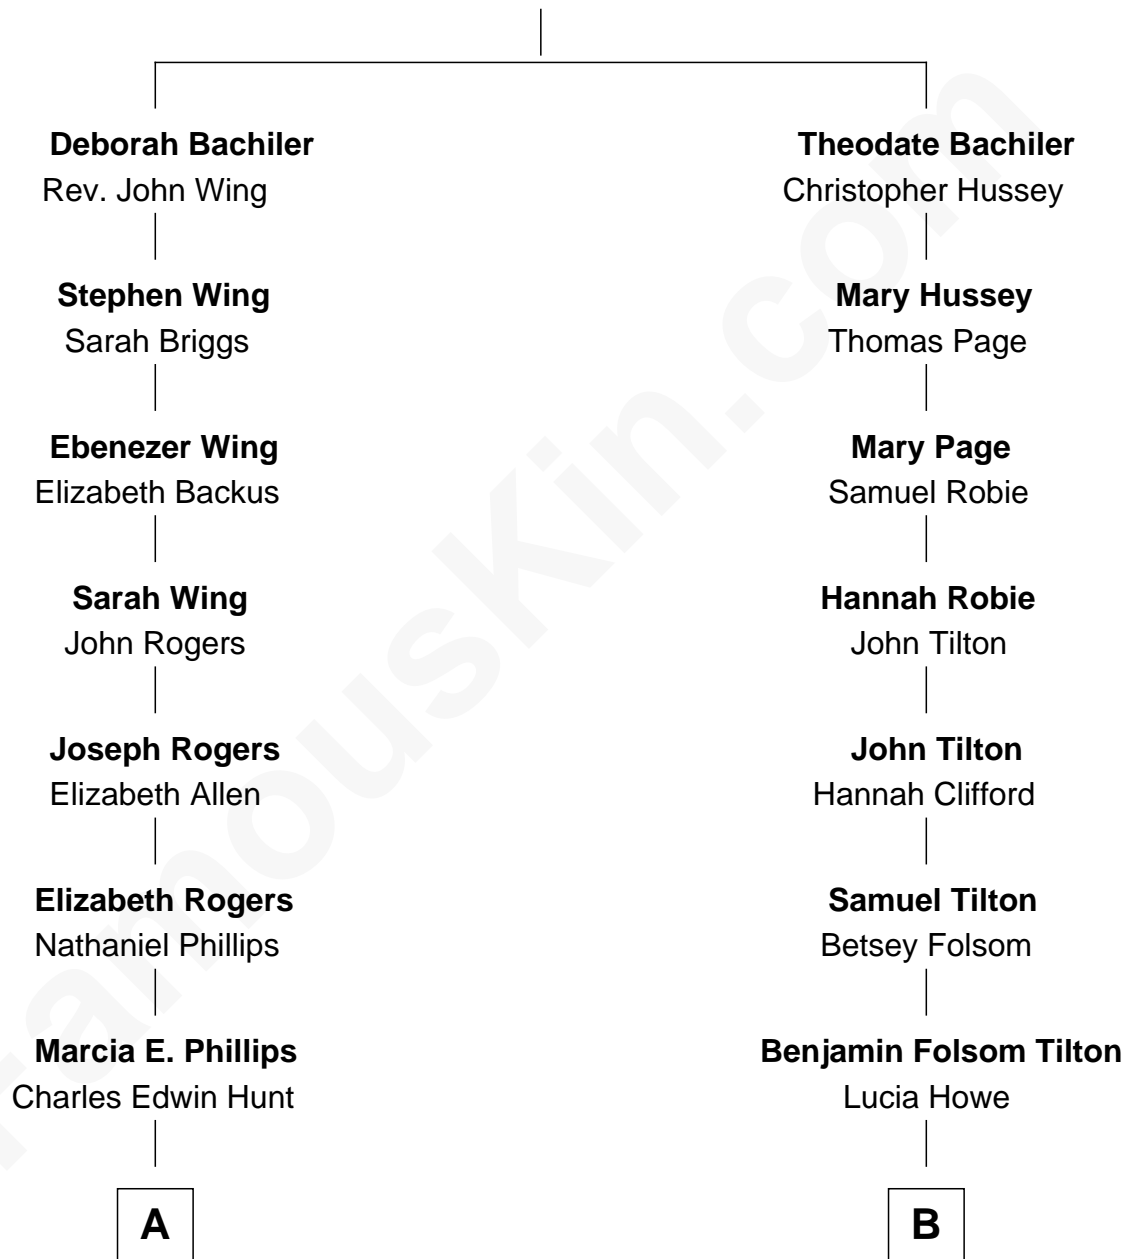 Deborah Bachiler
Rev. John Wing
Stephen Wing
Sarah Briggs
Ebenezer Wing
Elizabeth Backus
Sarah Wing
John Rogers
Joseph Rogers
Elizabeth Allen
Elizabeth Rogers
Nathaniel Phillips
Marcia E. Phillips
Charles Edwin Hunt
A
Theodate Bachiler
Christopher Hussey
Mary Hussey
Thomas Page
Mary Page
Samuel Robie
Hannah Robie
John Tilton
John Tilton
Hannah Clifford
Samuel Tilton
Betsey Folsom
Benjamin Folsom Tilton
Lucia Howe
B
FamousKin.com